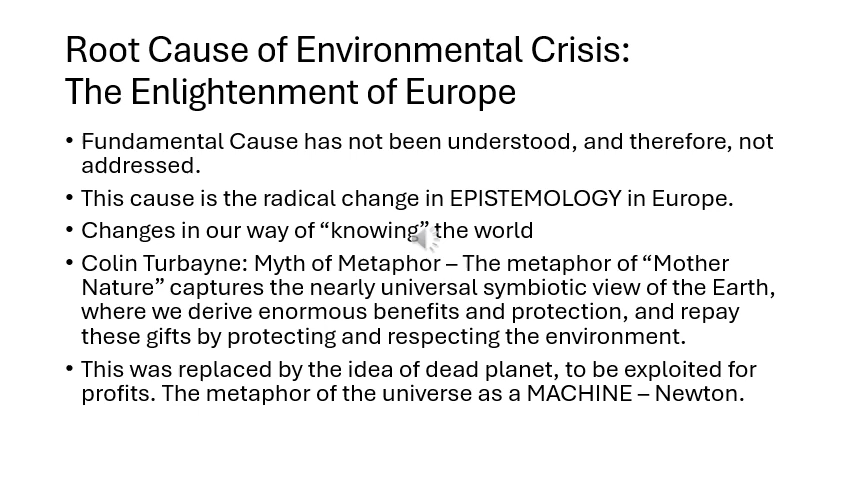 Root Cause of Environmental Crisis:
The Enlightenment of Europe
• Fundamental Cause has not been understood, and therefore, not
addressed.
• This cause is the radical change in EPISTEMOLOGY in Europe.
• Changes in our way of “knowing” the world
• Colin Turbayne: Myth of Metaphor – The metaphor of “Mother
Nature” captures the nearly universal symbiotic view of the Earth,
where we derive enormous benefits and protection, and repay
these gifts by protecting and respecting the environment.
• This was replaced by the idea of dead planet, to be exploited for
profits. The metaphor of the universe as a MACHINE – Newton.